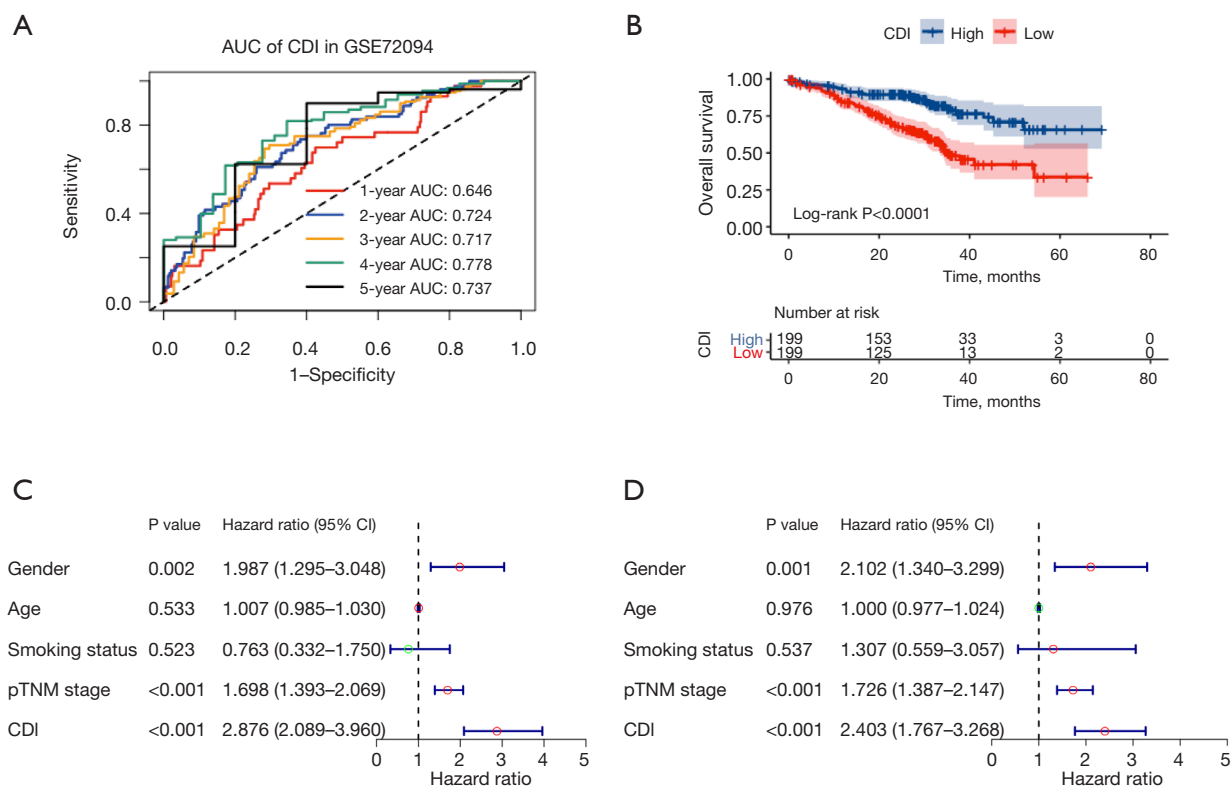 A
AUC of CDI in GSE72094
Sensitivity
0.8
0.4
0.0
1-year AUC: 0.646
2-year AUC: 0.724
3-year AUC: 0.717
4-year AUC: 0.778
5-year AUC: 0.737
0.0 0.2 0.4 0.6 0.8 1.0
1–Specificity
B
CDI High Low
Overall survival
1.00
0.75
0.50
0.25
0.00
Log-rank P<0.0001
0 20 40 60 80
Time, months
Number at risk
CDI
High 199 153 33 3 0
Low 199 125 13 2 0
0 20 40 60 80
Time, months
C
P value Hazard ratio (95% CI)
Gender 0.002 1.987 (1.295–3.048)
Age 0.533 1.007 (0.985–1.030)
Smoking status 0.523 0.763 (0.332–1.750)
pTNM stage <0.001 1.698 (1.393–2.069)
CDI <0.001 2.876 (2.089–3.960)
0 1 2 3 4 5
Hazard ratio
D
P value Hazard ratio (95% CI)
Gender 0.001 2.102 (1.340–3.299)
Age 0.976 1.000 (0.977–1.024)
Smoking status 0.537 1.307 (0.559–3.057)
pTNM stage <0.001 1.726 (1.387–2.147)
CDI <0.001 2.403 (1.767–3.268)
0 1 2 3 4 5
Hazard ratio